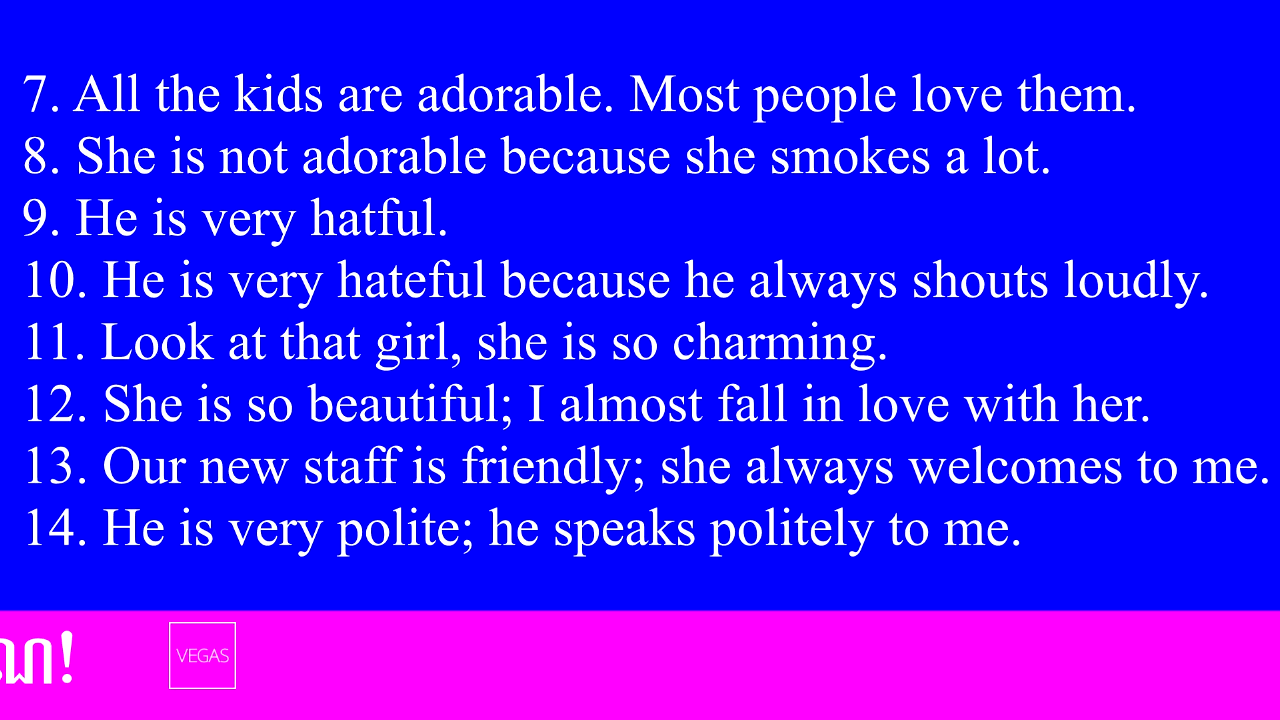 7. All the kids are adorable. Most people love them.
8. She is not adorable because she smokes a lot.
9. He is very hatful.
10. He is very hateful because he always shouts loudly.
11. Look at that girl, she is so charming.
12. She is so beautiful; I almost fall in love with her.
13. Our new staff is friendly; she always welcomes to me.
14. He is very polite; he speaks politely to me.
VEGAS